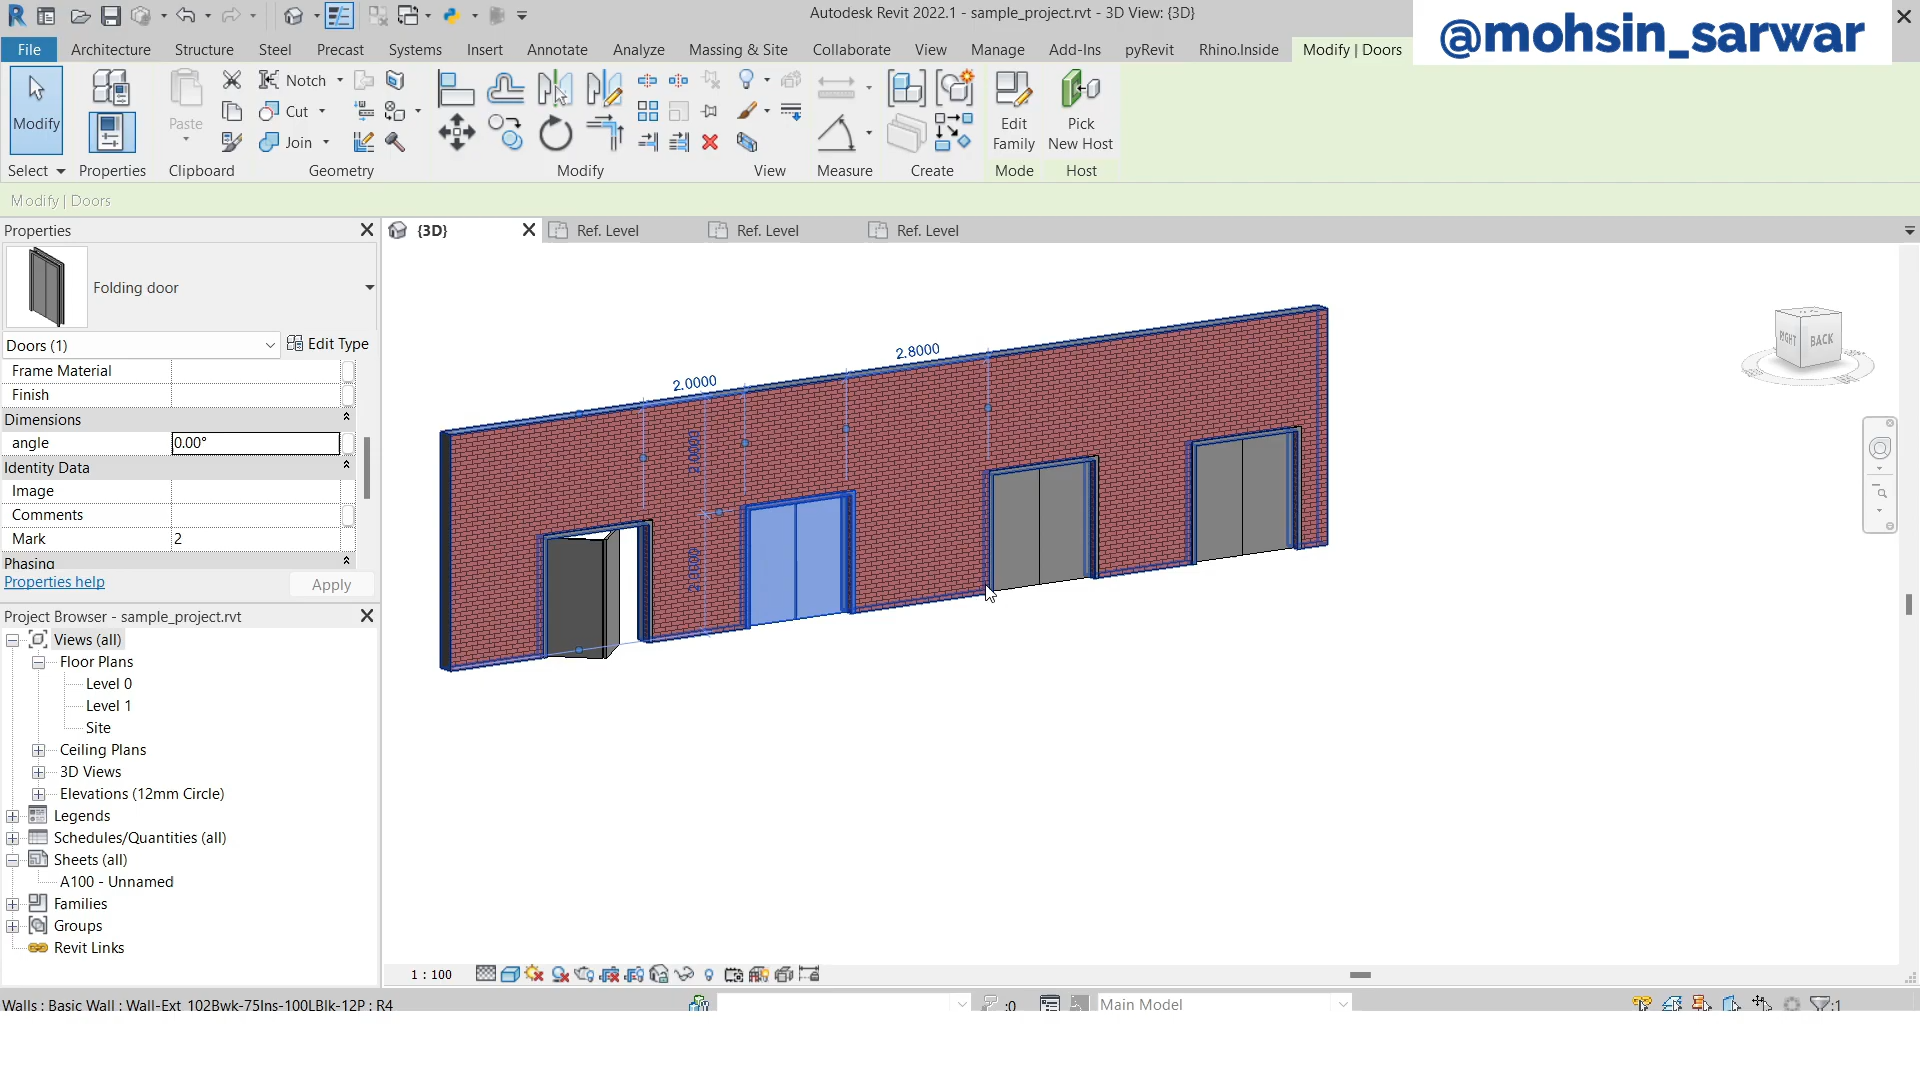 Autodesk Revit 2022.1 - sample_project.rvt - 3D View: {3D}
@mohsin_sarwar
File Architecture Structure Steel Precast Systems Insert Annotate Analyze Massing & Site Collaborate View Manage Add-Ins pyRevit Rhino.Inside Modify | Doors
Modify
Select
Properties
Paste
Clipboard
Notch
Cut
Join
Geometry
Modify
View
Measure
Create
Edit
Family
Mode
Pick
New Host
Host
Modify | Doors
Properties
{3D}
Ref. Level
Ref. Level
Ref. Level
Folding door
Doors (1)
Edit Type
Frame Material
Finish
Dimensions
angle 0.00°
Identity Data
Image
Comments
Mark 2
Phasing
Properties help
Apply
2.8000
2.0000
2.0000
2.0000
RIGHT
BACK
Project Browser - sample_project.rvt
Views (all)
Floor Plans
Level 0
Level 1
Site
Ceiling Plans
3D Views
Elevations (12mm Circle)
Legends
Schedules/Quantities (all)
Sheets (all)
A100 - Unnamed
Families
Groups
Revit Links
1 : 100
Walls : Basic Wall : Wall-Ext_102Bwk-75Ins-100LBlk-12P : R4
:0
Main Model
:1